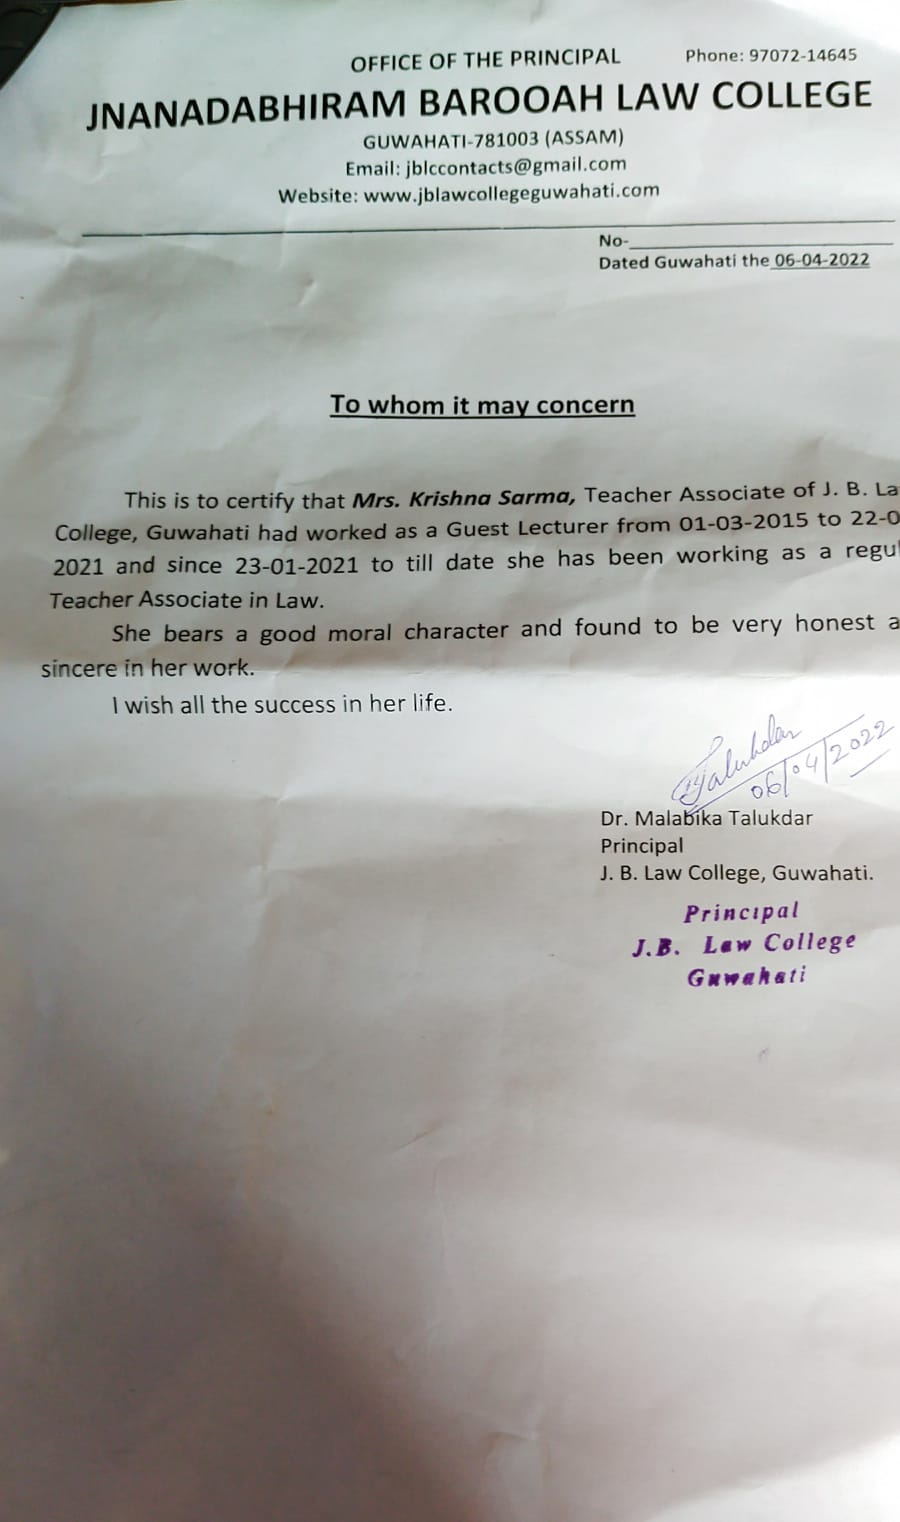 OFFICE OF THE PRINCIPAL Phone: 97072-14645
JNANADABHIRAM BAROOAH LAW COLLEGE
GUWAHATI-781003 (ASSAM)
Email: jblccontacts@gmail.com
Website: www.jblawcollegeguwahati.com
No-
Dated Guwahati the 06-04-2022
To whom it may concern
This is to certify that Mrs. Krishna Sarma, Teacher Associate of J. B. La
College, Guwahati had worked as a Guest Lecturer from 01-03-2015 to 22-0
2021 and since 23-01-2021 to till date she has been working as a regul
Teacher Associate in Law.
She bears a good moral character and found to be very honest a
sincere in her work.
I wish all the success in her life.
Talukdar
06/04/2022
Dr. Malabika Talukdar
Principal
J. B. Law College, Guwahati.
Principal
J.B. Law College
Guwahati